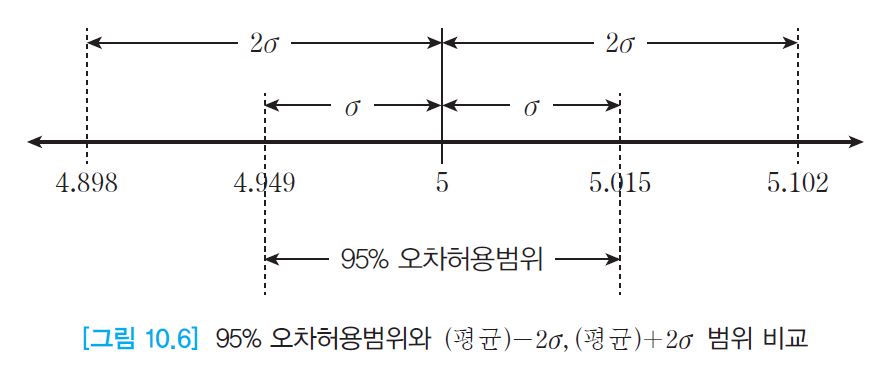 2σ 2σ
σ σ
4.898 4.949 5 5.015 5.102
95% 오차허용범위
[그림 10.6] 95% 오차허용범위와 (평균)−2σ, (평균)+2σ 범위 비교